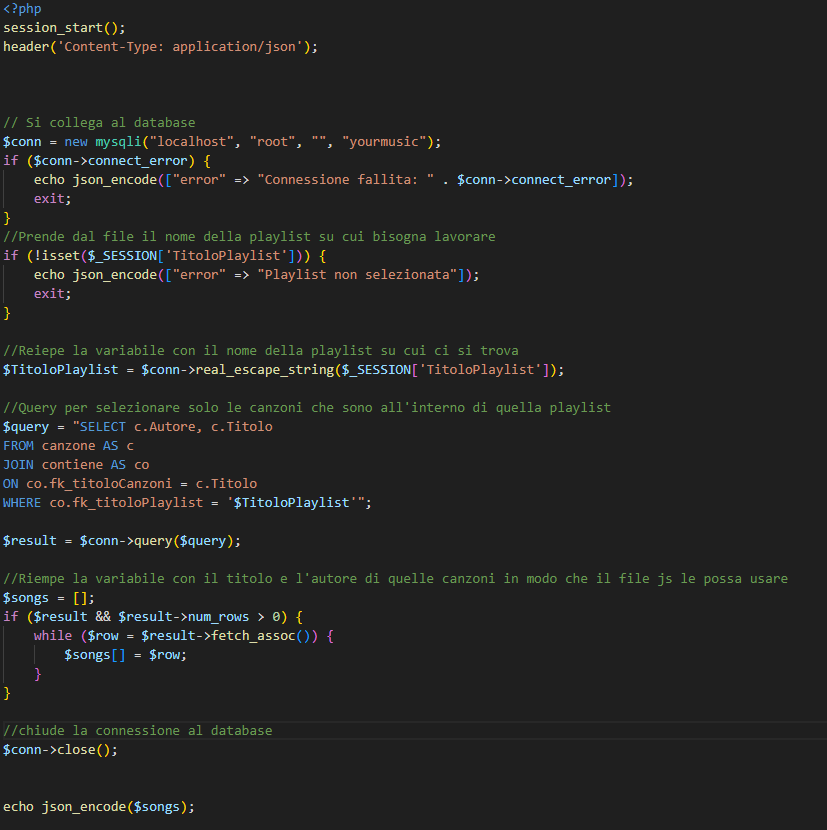 <?php
session_start();
header('Content-Type: application/json');
// Si collega al database
$conn = new mysqli("localhost", "root", "", "yourmusic");
if ($conn->connect_error) {
    echo json_encode(["error" => "Connessione fallita: " . $conn->connect_error]);
    exit;
}
//Prende dal file il nome della playlist su cui bisogna lavorare
if (!isset($_SESSION['TitoloPlaylist'])) {
    echo json_encode(["error" => "Playlist non selezionata"]);
    exit;
}
//Reiepe la variabile con il nome della playlist su cui ci si trova
$TitoloPlaylist = $conn->real_escape_string($_SESSION['TitoloPlaylist']);
//Query per selezionare solo le canzoni che sono all'interno di quella playlist
$query = "SELECT c.Autore, c.Titolo
FROM canzone AS c
JOIN contiene AS co
ON co.fk_titoloCanzoni = c.Titolo
WHERE co.fk_titoloPlaylist = '$TitoloPlaylist'";
$result = $conn->query($query);
//Riempe la variabile con il titolo e l'autore di quelle canzoni in modo che il file js le possa usare
$songs = [];
if ($result && $result->num_rows > 0) {
    while ($row = $result->fetch_assoc()) {
        $songs[] = $row;
    }
}
//chiude la connessione al database
$conn->close();
echo json_encode($songs);